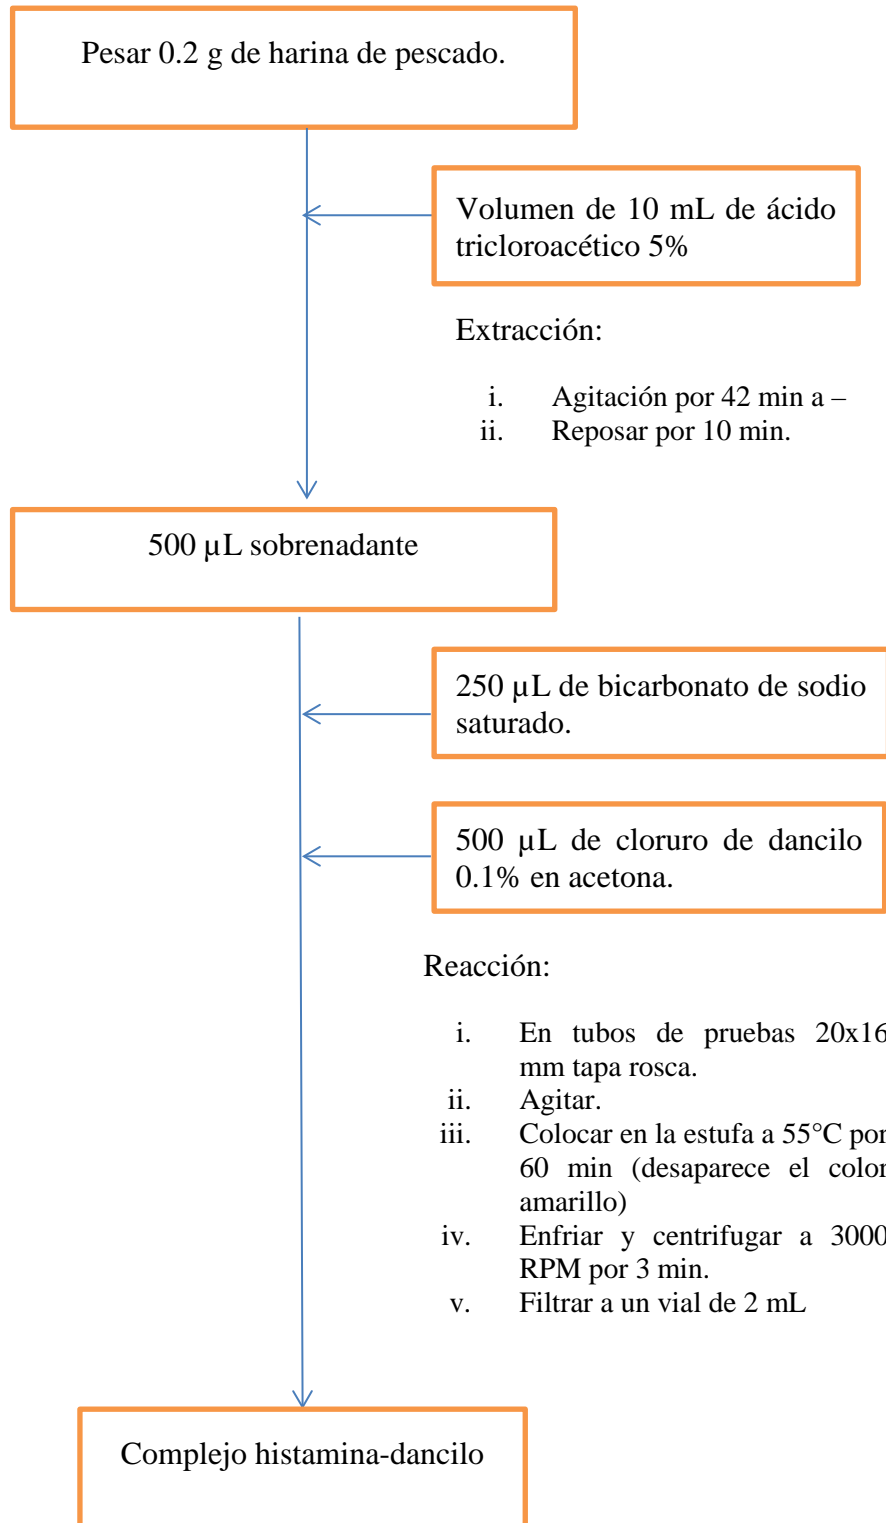 Pesar 0.2 g de harina de pescado.
Volumen de 10 mL de ácido
tricloroacético 5%
Extracción:
i. Agitación por 42 min a –
ii. Reposar por 10 min.
500 µL sobrenadante
250 µL de bicarbonato de sodio
saturado.
500 µL de cloruro de dancilo
0.1% en acetona.
Reacción:
i. En tubos de pruebas 20x16
mm tapa rosca.
ii. Agitar.
iii. Colocar en la estufa a 55°C por
60 min (desaparece el color
amarillo)
iv. Enfriar y centrifugar a 3000
RPM por 3 min.
v. Filtrar a un vial de 2 mL
Complejo histamina-dancilo